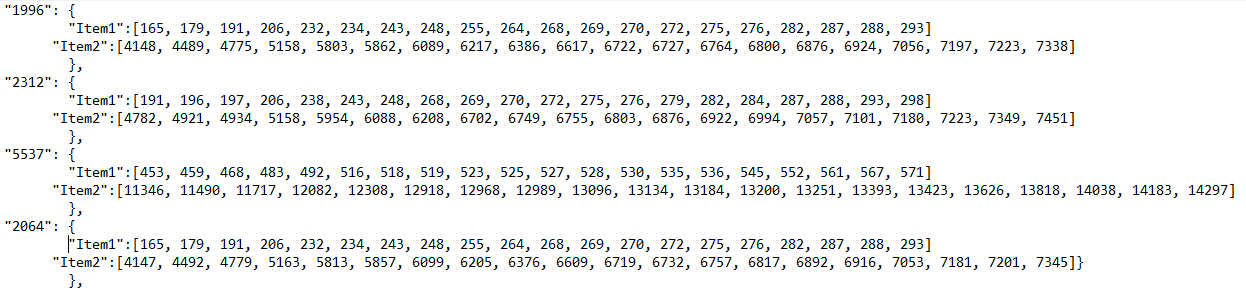 "1996": {
"Item1":[165, 179, 191, 206, 232, 234, 243, 248, 255, 264, 268, 269, 270, 272, 275, 276, 282, 287, 288, 293]
"Item2":[4148, 4489, 4775, 5158, 5803, 5862, 6089, 6217, 6386, 6617, 6722, 6727, 6764, 6800, 6876, 6924, 7056, 7197, 7223, 7338]
},
"2312": {
"Item1":[191, 196, 197, 206, 238, 243, 248, 268, 269, 270, 272, 275, 276, 279, 282, 284, 287, 288, 293, 298]
"Item2":[4782, 4921, 4934, 5158, 5954, 6088, 6208, 6702, 6749, 6755, 6803, 6876, 6922, 6994, 7057, 7101, 7180, 7223, 7349, 7451]
},
"5537": {
"Item1":[453, 459, 468, 483, 492, 516, 518, 519, 523, 525, 527, 528, 530, 535, 536, 545, 552, 561, 567, 571]
"Item2":[11346, 11490, 11717, 12082, 12308, 12918, 12968, 12989, 13096, 13134, 13184, 13200, 13251, 13393, 13423, 13626, 13818, 14038, 14183, 14297]
},
"2064": {
"Item1":[165, 179, 191, 206, 232, 234, 243, 248, 255, 264, 268, 269, 270, 272, 275, 276, 282, 287, 288, 293]
"Item2":[4147, 4492, 4779, 5163, 5813, 5857, 6099, 6205, 6376, 6609, 6719, 6732, 6757, 6817, 6892, 6916, 7053, 7181, 7201, 7345]}
},